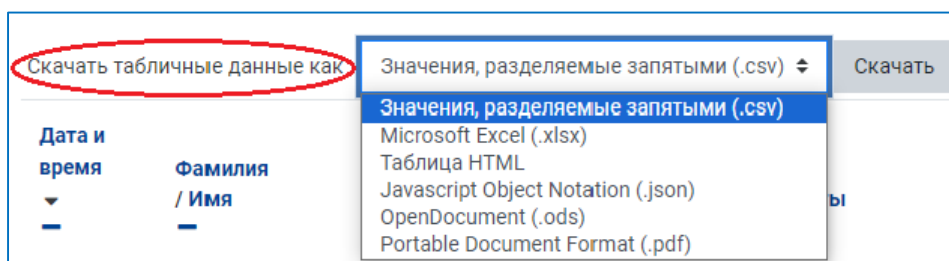 Скачать табличные данные как
Значения, разделяемые запятыми (.csv)
Скачать
Значения, разделяемые запятыми (.csv)
Microsoft Excel (.xlsx)
Таблица HTML
Javascript Object Notation (.json)
OpenDocument (.ods)
Portable Document Format (.pdf)
Дата и
время
Фамилия
/ Имя
ы